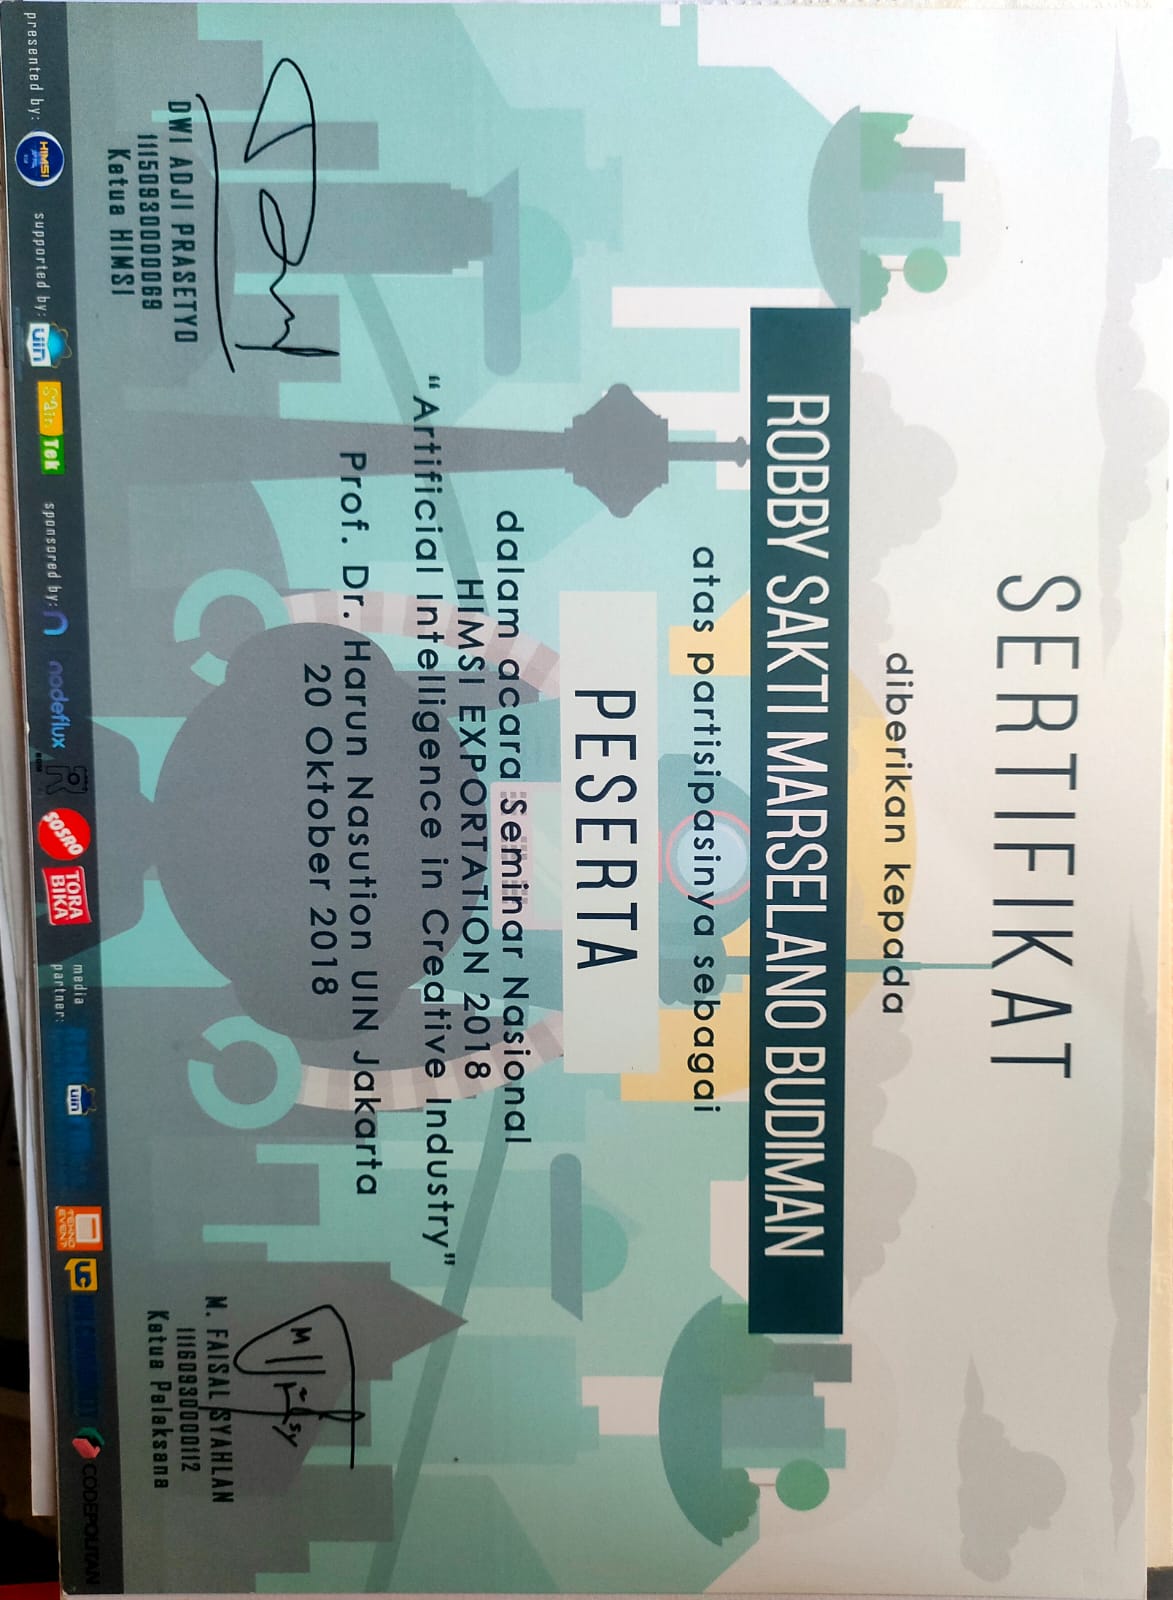 SERTIFIKAT
diberikan kepada
ROBBY SAKTI MARSELANO BUDIMAN
atas partisipasinya sebagai
PESERTA
dalam acara Seminar Nasional
HIMSI EXPORTATION 2018
“Artificial Intelligence in Creative Industry”
Prof. Dr. Harun Nasution UIN Jakarta
20 Oktober 2018
DWI ADJI PRASETYO
11150930000069
Ketua HIMSI
M. FAISAL SYAHLAN
11160930000112
Ketua Pelaksana
presented by: HIMSI
supported by: uin Sain Tek
sponsored by: nodeflux R SOSRO TORA BIKA
media partner: uin TEKNO EVENT UC CODEPOLITAN